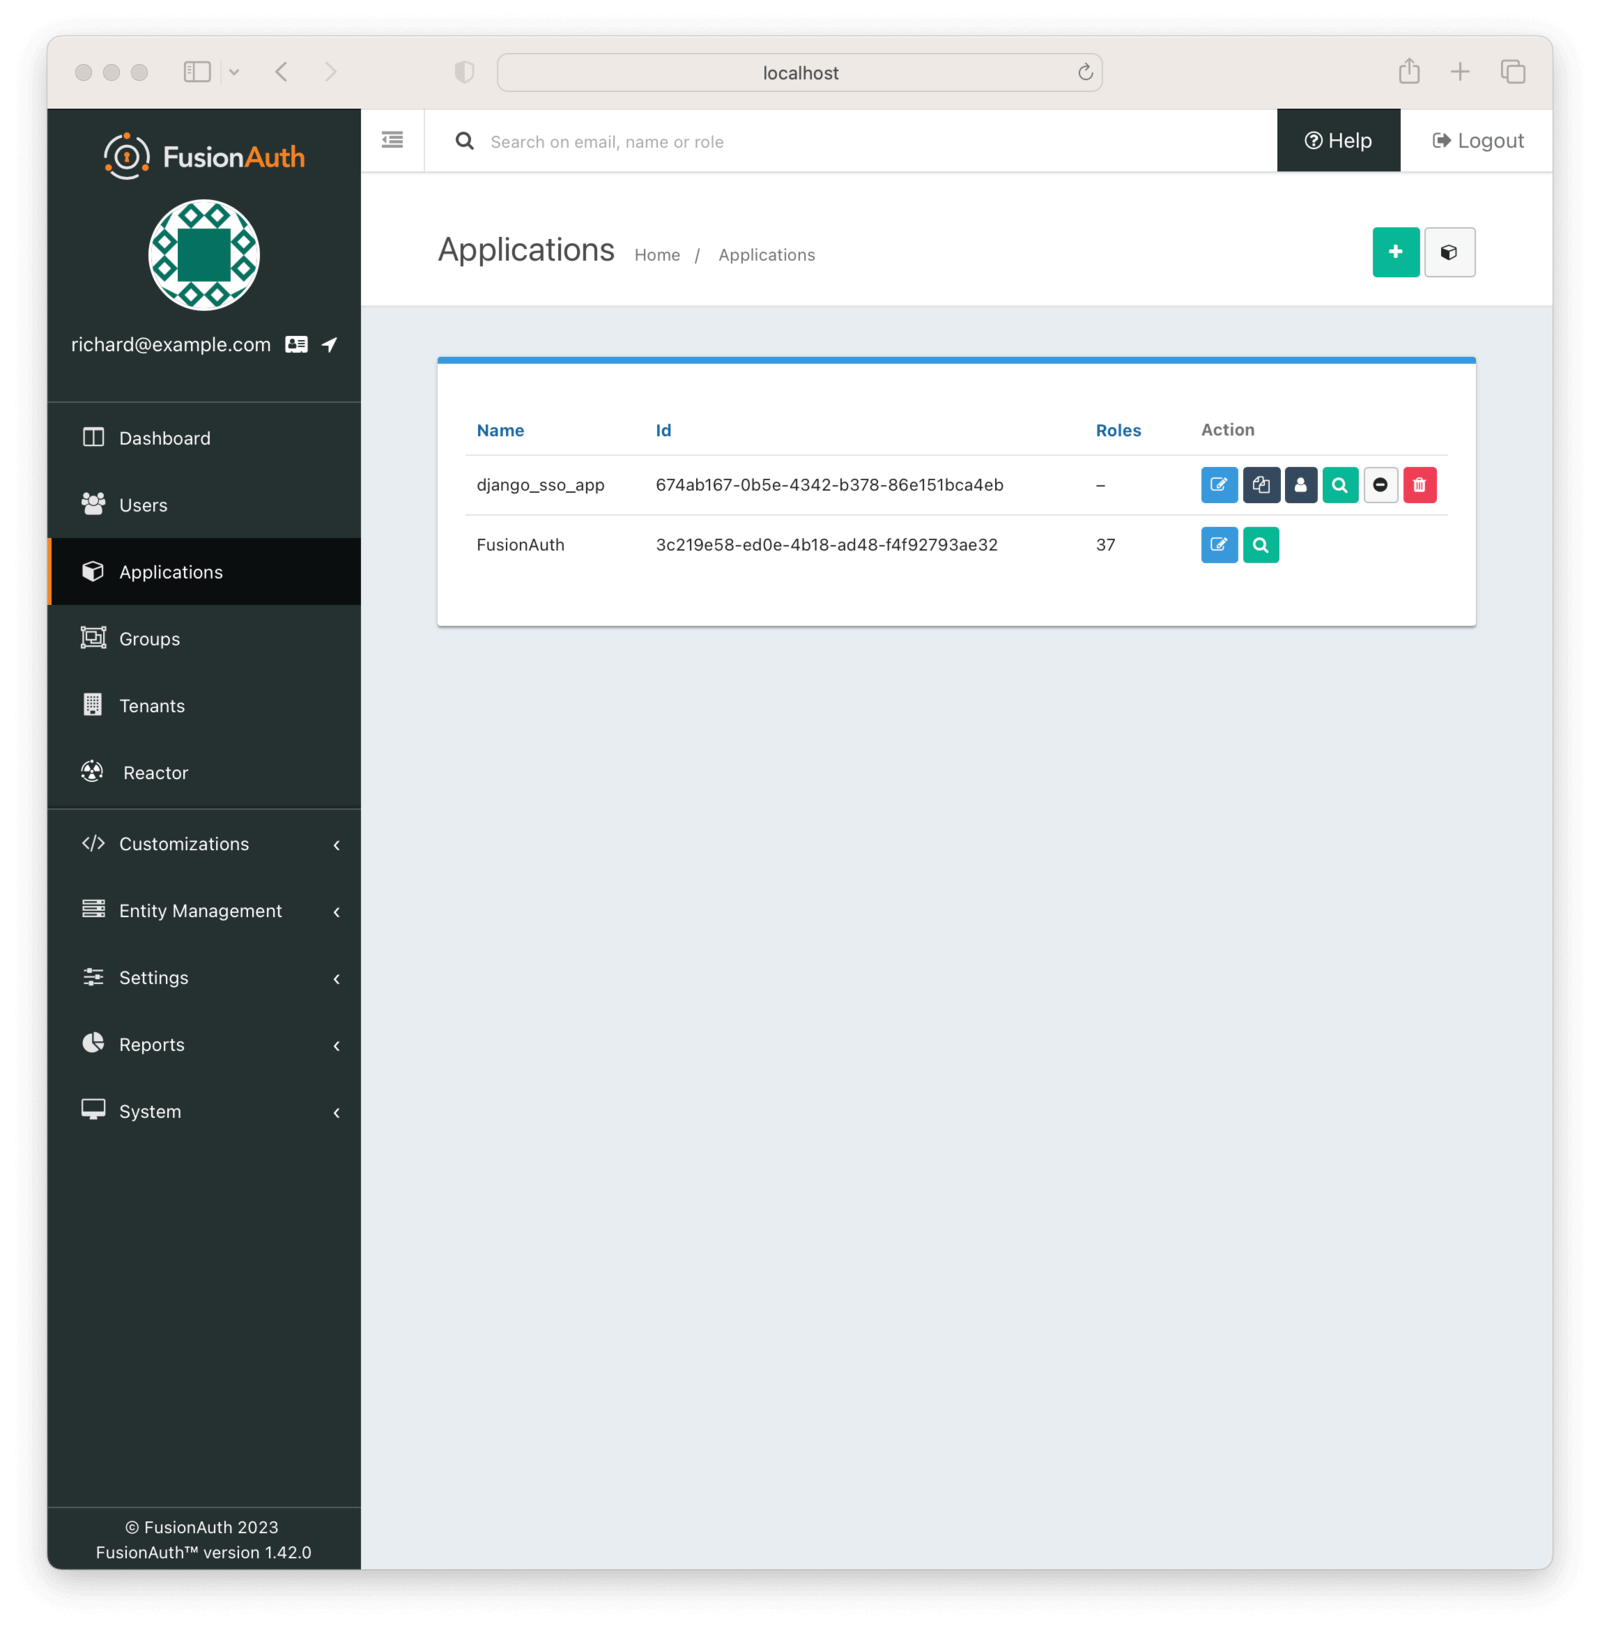 localhost
FusionAuth
Search on email, name or role
Help
Logout
richard@example.com
Applications
Home / Applications
Dashboard
Users
Applications
Groups
Tenants
Reactor
Customizations
Entity Management
Settings
Reports
System
Name Id Roles Action
django_sso_app 674ab167-0b5e-4342-b378-86e151bca4eb –
FusionAuth 3c219e58-ed0e-4b18-ad48-f4f92793ae32 37
© FusionAuth 2023
FusionAuth™ version 1.42.0